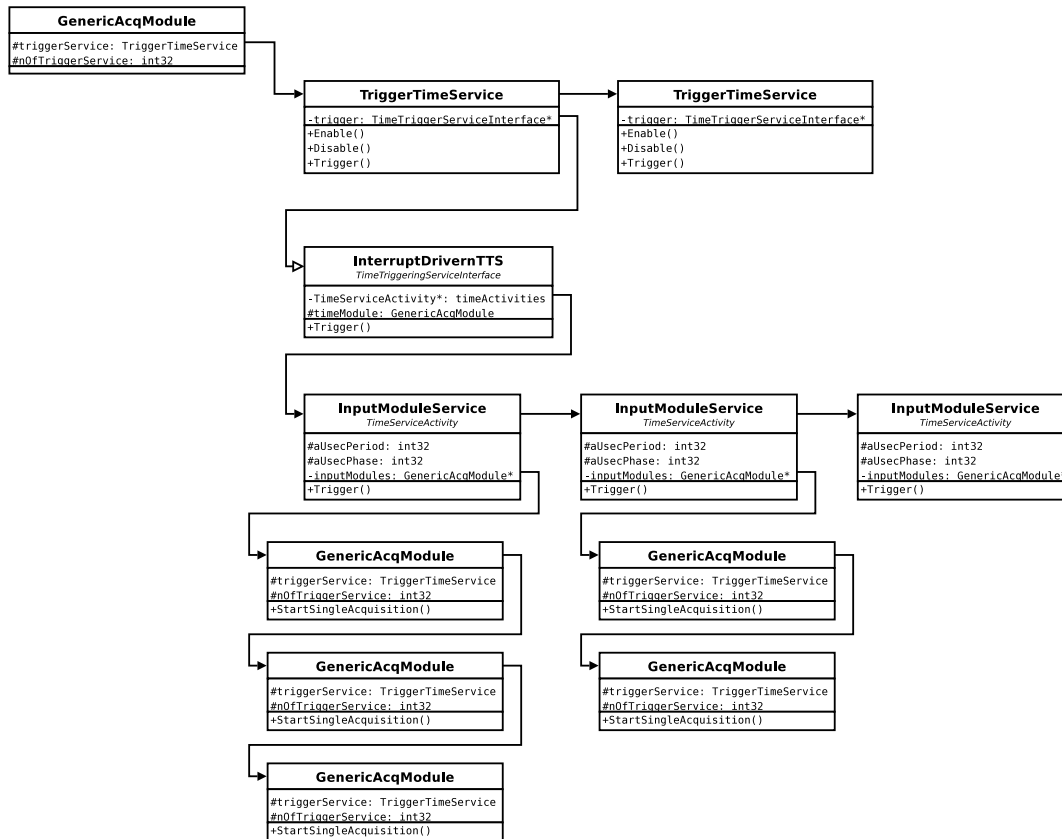 GenericAcqModule
#triggerService: TriggerTimeService
#nOfTriggerService: int32
TriggerTimeService
-trigger: TimeTriggerServiceInterface*
+Enable()
+Disable()
+Trigger()
TriggerTimeService
-trigger: TimeTriggerServiceInterface*
+Enable()
+Disable()
+Trigger()
InterruptDrivernTTS
TimeTriggeringServiceInterface
-TimeServiceActivity*: timeActivities
#timeModule: GenericAcqModule
+Trigger()
InputModuleService
TimeServiceActivity
#aUsecPeriod: int32
#aUsecPhase: int32
-inputModules: GenericAcqModule*
+Trigger()
InputModuleService
TimeServiceActivity
#aUsecPeriod: int32
#aUsecPhase: int32
-inputModules: GenericAcqModule*
+Trigger()
InputModuleService
TimeServiceActivity
#aUsecPeriod: int32
#aUsecPhase: int32
-inputModules: GenericAcqModule*
+Trigger()
GenericAcqModule
#triggerService: TriggerTimeService
#nOfTriggerService: int32
+StartSingleAcquisition()
GenericAcqModule
#triggerService: TriggerTimeService
#nOfTriggerService: int32
+StartSingleAcquisition()
GenericAcqModule
#triggerService: TriggerTimeService
#nOfTriggerService: int32
+StartSingleAcquisition()
GenericAcqModule
#triggerService: TriggerTimeService
#nOfTriggerService: int32
+StartSingleAcquisition()
GenericAcqModule
#triggerService: TriggerTimeService
#nOfTriggerService: int32
+StartSingleAcquisition()